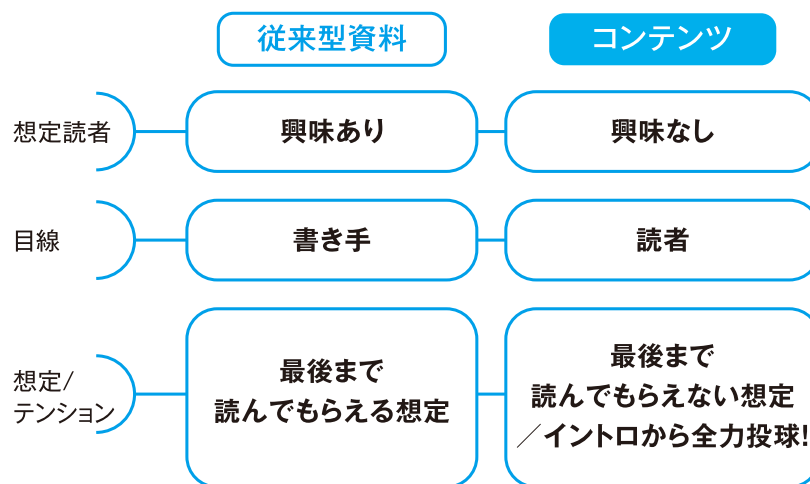 従来型資料
コンテンツ
想定読者
興味あり
興味なし
目線
書き手
読者
想定/
テンション
最後まで
読んでもらえる想定
最後まで
読んでもらえない想定
／イントロから全力投球!